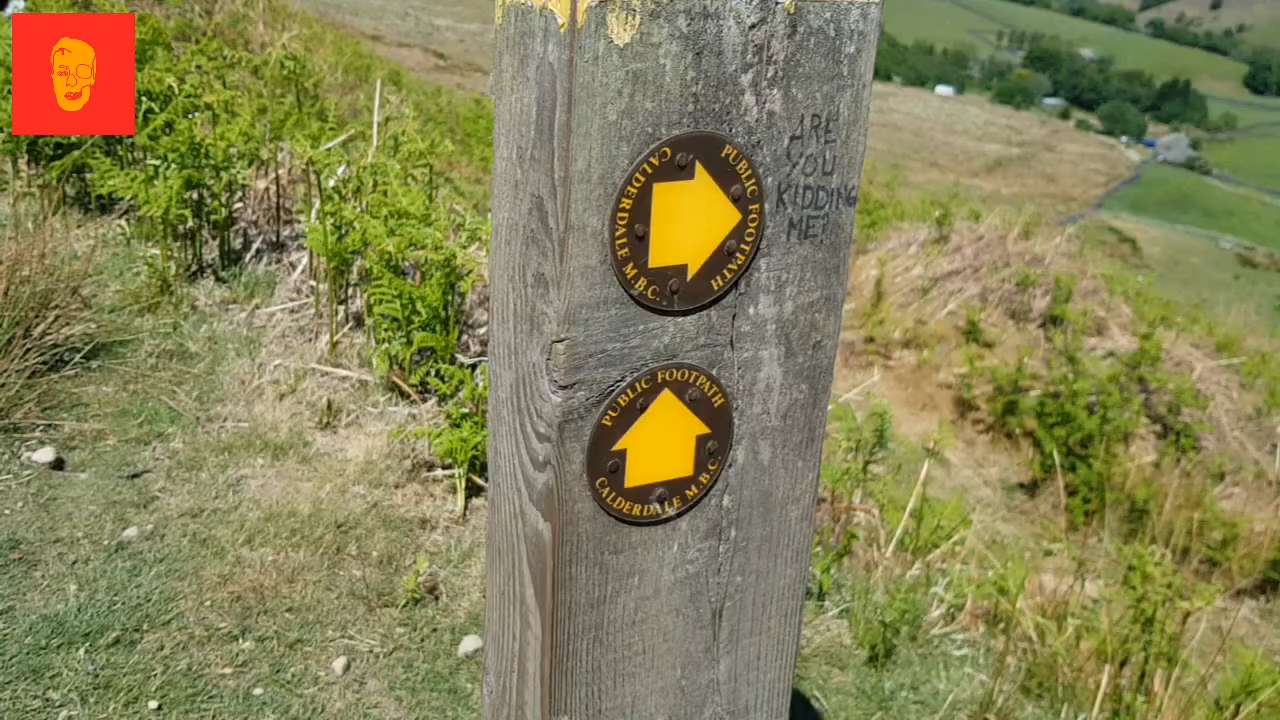 PUBLIC FOOTPATH
CALDERDALE M.B.C.
ARE
YOU
KIDDING
ME?
PUBLIC FOOTPATH
CALDERDALE M.B.C.